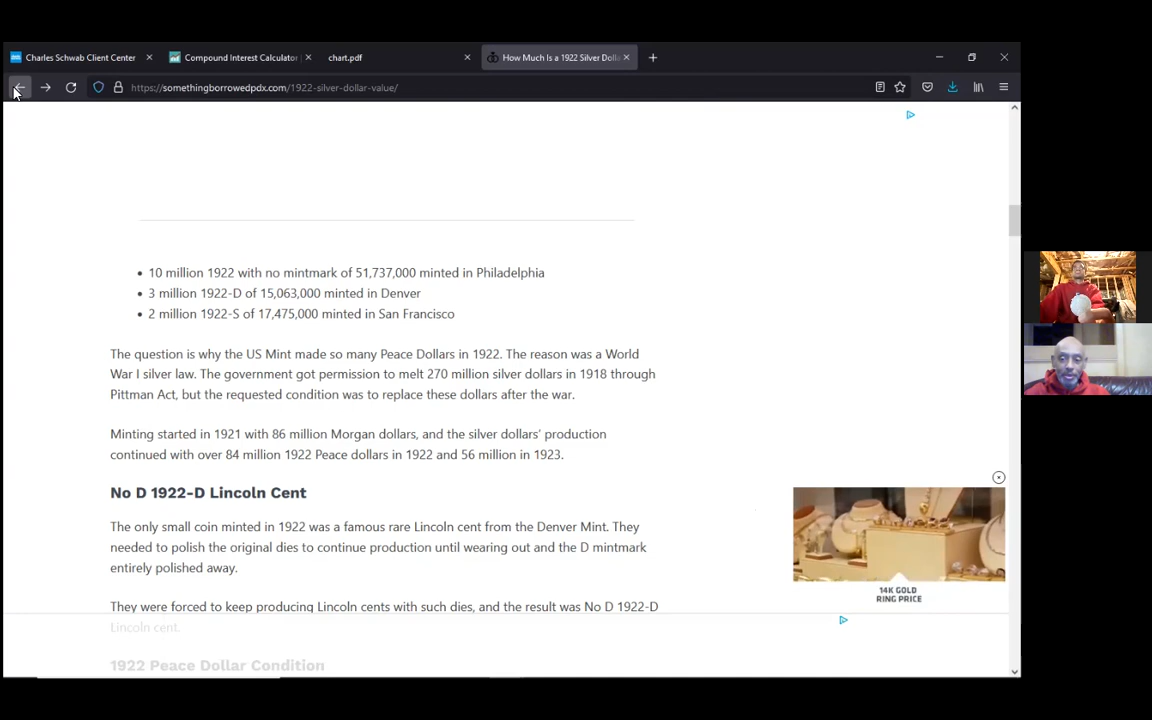 Charles Schwab Client Center
Compound Interest Calculator
chart.pdf
How Much Is a 1922 Silver Dolla
https://somethingborrowedpdx.com/1922-silver-dollar-value/
• 10 million 1922 with no mintmark of 51,737,000 minted in Philadelphia
• 3 million 1922-D of 15,063,000 minted in Denver
• 2 million 1922-S of 17,475,000 minted in San Francisco
The question is why the US Mint made so many Peace Dollars in 1922. The reason was a World
War I silver law. The government got permission to melt 270 million silver dollars in 1918 through
Pittman Act, but the requested condition was to replace these dollars after the war.
Minting started in 1921 with 86 million Morgan dollars, and the silver dollars' production
continued with over 84 million 1922 Peace dollars in 1922 and 56 million in 1923.
No D 1922-D Lincoln Cent
The only small coin minted in 1922 was a famous rare Lincoln cent from the Denver Mint. They
needed to polish the original dies to continue production until wearing out and the D mintmark
entirely polished away.
They were forced to keep producing Lincoln cents with such dies, and the result was No D 1922-D
Lincoln cent.
1922 Peace Dollar Condition
14K GOLD
RING PRICE